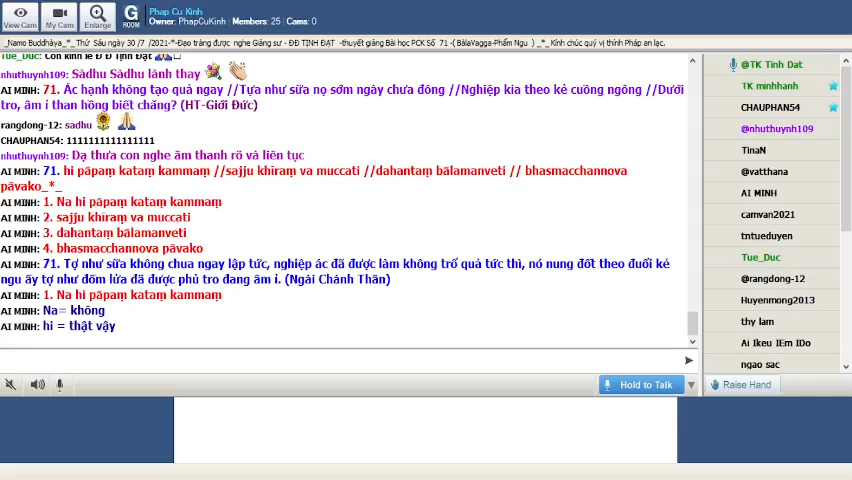 Phap Cu Kinh
Owner: PhapCuKinh | Members: 25 | Cams: 0
View Cam
My Cam
Enlarge
G
ROOM
_Namo Buddhàya_*_ Thứ Sáu ngày 30 /7 /2021-*-Đạo tràng được nghe Giảng sư - ĐĐ TỊNH ĐẠT -thuyết giảng Bài học PCK Số 71 -( BàLaVagga-Phẩm Ngu ) _*_ Kính chúc quý vị thính Pháp an lạc.
Tue_Duc: Con kính lễ Đ Đ Tịnh Đạt
nhuthuynh109: Sàdhu Sàdhu lành thay
AI MINH: 71. Ác hạnh không tạo quả ngay //Tựa như sữa nọ sớm ngày chưa đông //Nghiệp kia theo kẻ cuồng ngông //Dưới
tro, âm ỉ than hồng biết chăng? (HT-Giới Đức)
rangdong-12: sadhu
CHAUPHAN54: 1111111111111111
nhuthuynh109: Dạ thưa con nghe âm thanh rõ và liên tục
AI MINH: 71. hi pāpaṃ kataṃ kammaṃ //sajju khīraṃ va muccati //dahantaṃ bālamanveti // bhasmacchannova
pāvako_*_
AI MINH: 1. Na hi pāpaṃ kataṃ kammaṃ
AI MINH: 2. sajju khīraṃ va muccati
AI MINH: 3. dahantaṃ bālamanveti
AI MINH: 4. bhasmacchannova pāvako
AI MINH: 71. Tợ như sữa không chua ngay lập tức, nghiệp ác đã được làm không trổ quả tức thì, nó nung đốt theo đuổi kẻ
ngu ấy tợ như đốm lửa đã được phủ tro đang âm ỉ. (Ngài Chánh Thân)
AI MINH: 1. Na hi pāpaṃ kataṃ kammaṃ
AI MINH: Na= không
AI MINH: hi = thật vậy
Hold to Talk
@TK Tinh Dat
TK minhhanh
CHAUPHAN54
@nhuthuynh109
TinaN
@vatthana
AI MINH
camvan2021
tntueduyen
Tue_Duc
@rangdong-12
Huyenmong2013
thy lam
Ai Ikeu IEm IDo
ngao sac
Raise Hand